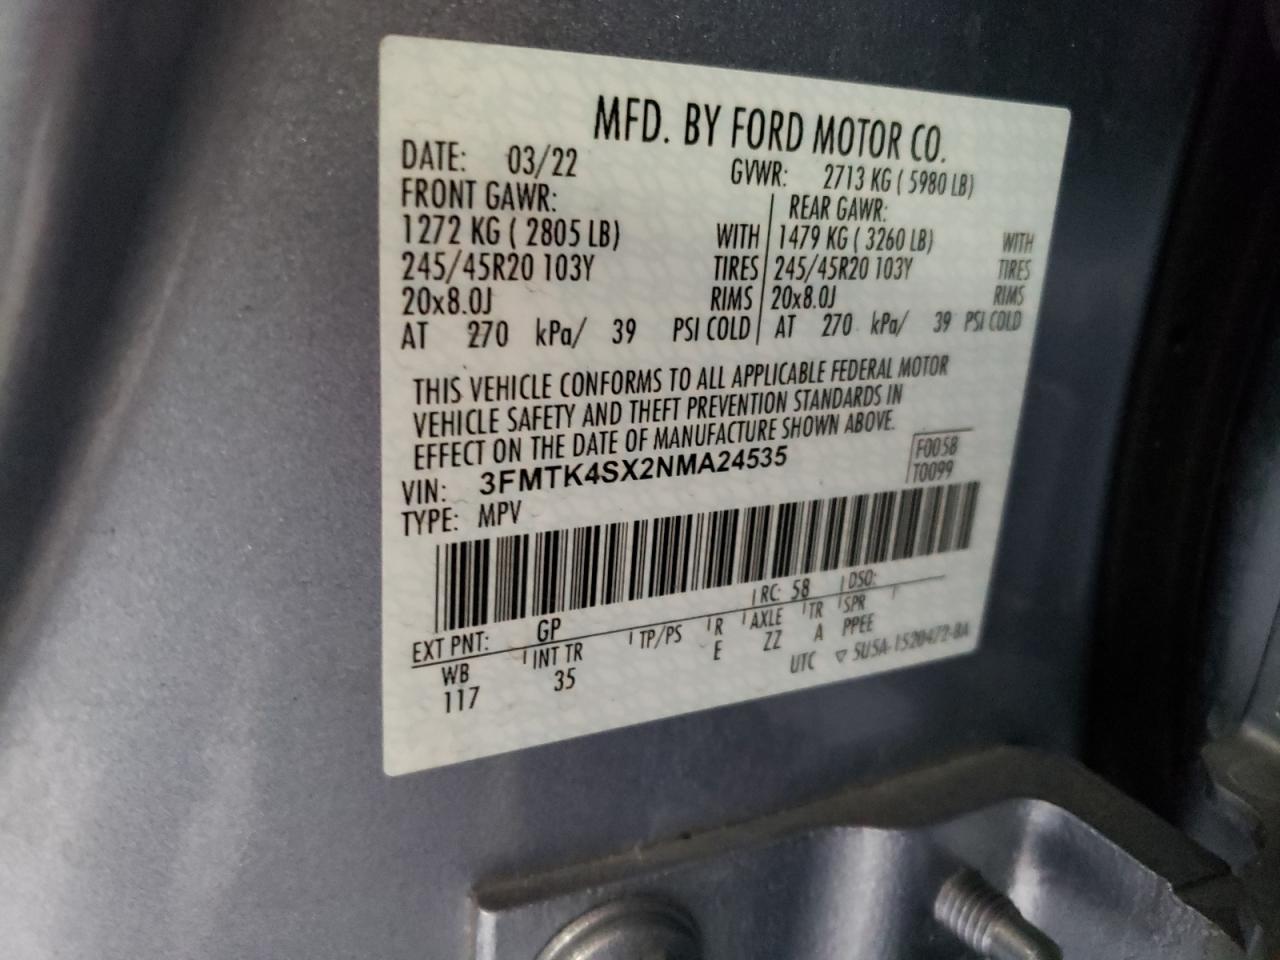 MFD. BY FORD MOTOR CO.
DATE: 03/22 GVWR: 2713 KG ( 5980 LB)
FRONT GAWR: REAR GAWR:
1272 KG ( 2805 LB) WITH 1479 KG ( 3260 LB) WITH
245/45R20 103Y TIRES 245/45R20 103Y TIRES
20x8.0J RIMS 20x8.0J RIMS
AT 270 kPa/ 39 PSI COLD AT 270 kPa/ 39 PSI COLD
THIS VEHICLE CONFORMS TO ALL APPLICABLE FEDERAL MOTOR
VEHICLE SAFETY AND THEFT PREVENTION STANDARDS IN
EFFECT ON THE DATE OF MANUFACTURE SHOWN ABOVE.
VIN: 3FMTK4SX2NMA24535 F0058
TYPE: MPV T0099
EXT PNT: GP RC: 58 DSO:
WB INT TR TP/PS R AXLE TR SPR
117 35 E ZZ A PPEE
UTC ▽ 5U5A-1520472-BA